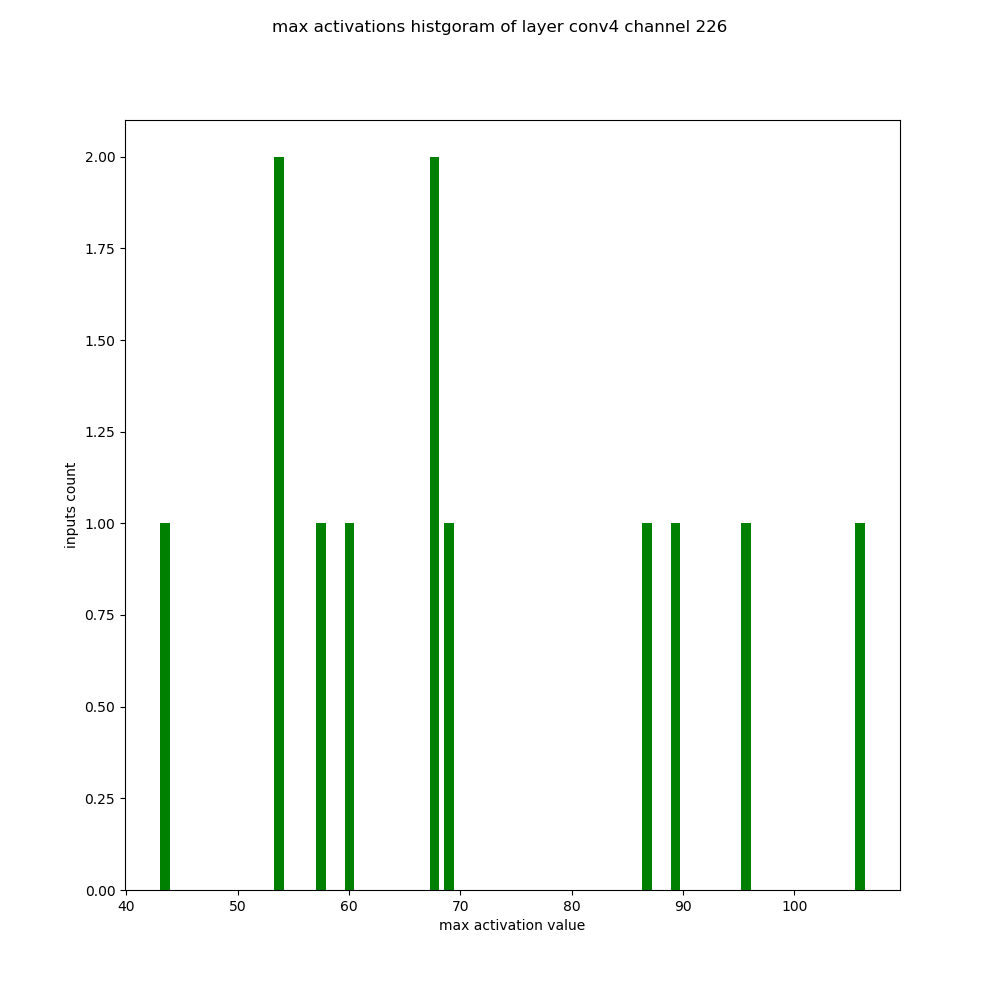 max activations histgoram of layer conv4 channel 226
2.00
1.75
1.50
1.25
1.00
0.75
0.50
0.25
0.00
inputs count
40 50 60 70 80 90 100
max activation value